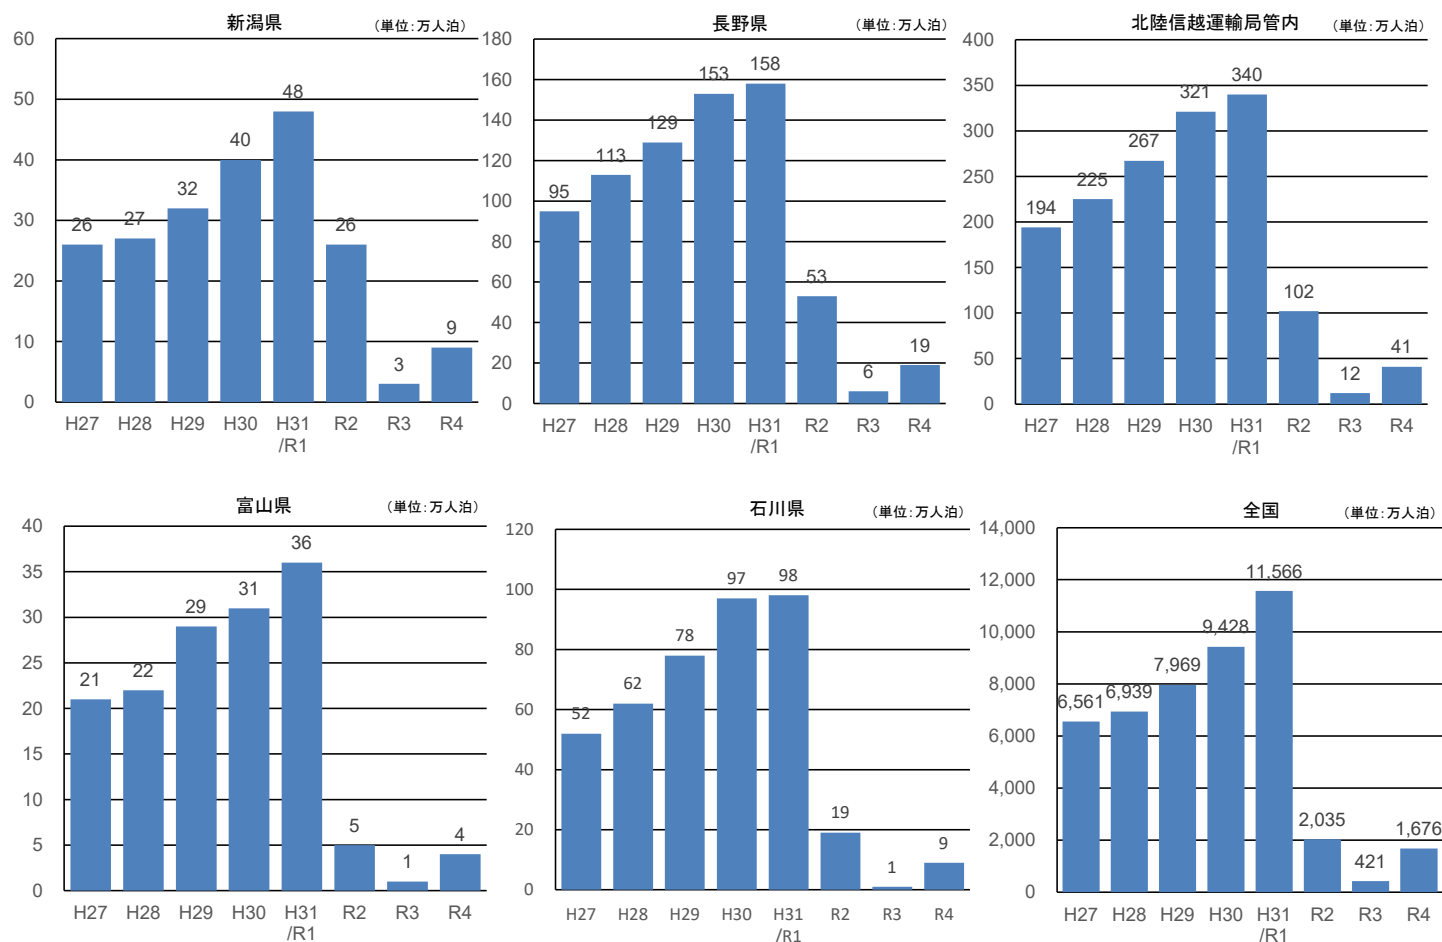 新潟県 （単位：万人泊）
60
50
40
30
20
10
0
26 27 32 40 48 26 3 9
H27 H28 H29 H30 H31 R2 R3 R4
/R1
長野県 （単位：万人泊）
180
160
140
120
100
80
60
40
20
0
95 113 129 153 158 53 6 19
H27 H28 H29 H30 H31 R2 R3 R4
/R1
北陸信越運輸局管内 （単位：万人泊）
400
350
300
250
200
150
100
50
0
194 225 267 321 340 102 12 41
H27 H28 H29 H30 H31 R2 R3 R4
/R1
富山県 （単位：万人泊）
40
35
30
25
20
15
10
5
0
21 22 29 31 36 5 1 4
H27 H28 H29 H30 H31 R2 R3 R4
/R1
石川県 （単位：万人泊）
120
100
80
60
40
20
0
52 62 78 97 98 19 1 9
H27 H28 H29 H30 H31 R2 R3 R4
/R1
全国 （単位：万人泊）
14,000
12,000
10,000
8,000
6,000
4,000
2,000
0
6,561 6,939 7,969 9,428 11.566 2,035 421 1,676
H27 H28 H29 H30 H31 R2 R3 R4
/R1